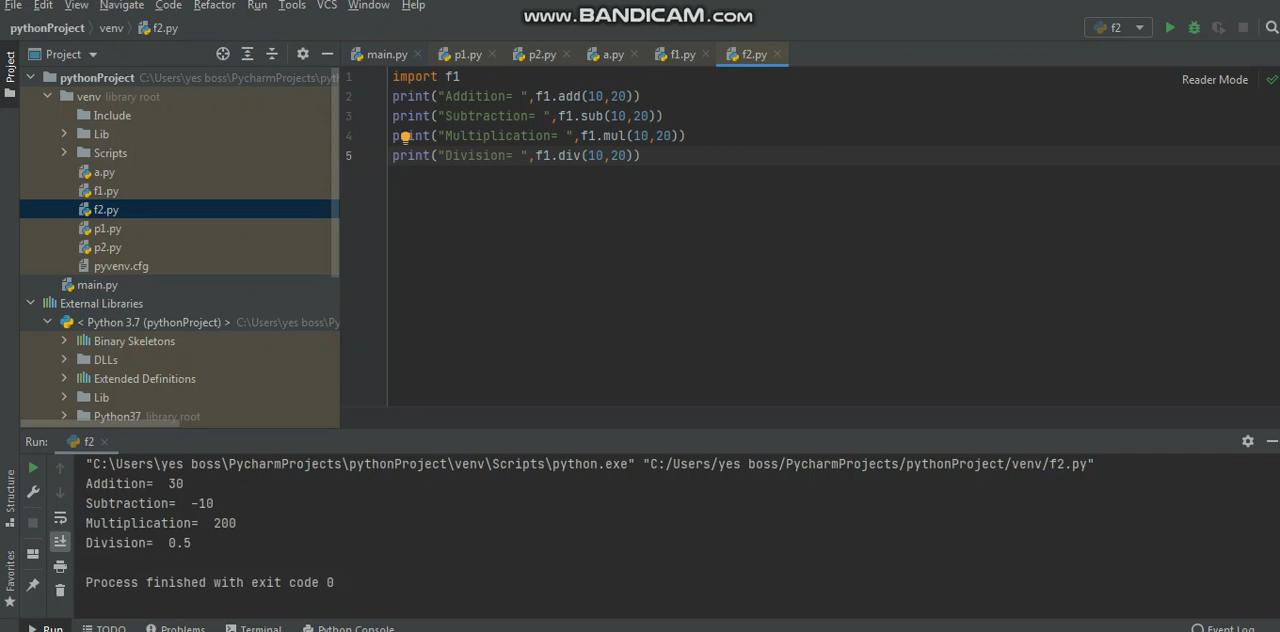 File Edit View Navigate Code Refactor Run Tools VCS Window Help
www.BANDICAM.com
pythonProject venv f2.py
f2
Project
Project
main.py p1.py p2.py a.py f1.py f2.py
pythonProject C:\Users\yes boss\PycharmProjects\pyth
venv library root
Include
Lib
Scripts
a.py
f1.py
f2.py
p1.py
p2.py
pyvenv.cfg
main.py
External Libraries
< Python 3.7 (pythonProject) > C:\Users\yes boss\Py
Binary Skeletons
DLLs
Extended Definitions
Lib
Python37 library root
Reader Mode
1 import f1
2 print("Addition= ",f1.add(10,20))
3 print("Subtraction= ",f1.sub(10,20))
4 print("Multiplication= ",f1.mul(10,20))
5 print("Division= ",f1.div(10,20))
Run: f2
"C:\Users\yes boss\PycharmProjects\pythonProject\venv\Scripts\python.exe" "C:/Users/yes boss/PycharmProjects/pythonProject/venv/f2.py"
Addition= 30
Subtraction= -10
Multiplication= 200
Division= 0.5
Process finished with exit code 0
Structure
Favorites
Run TODO Problems Terminal Python Console Event Log